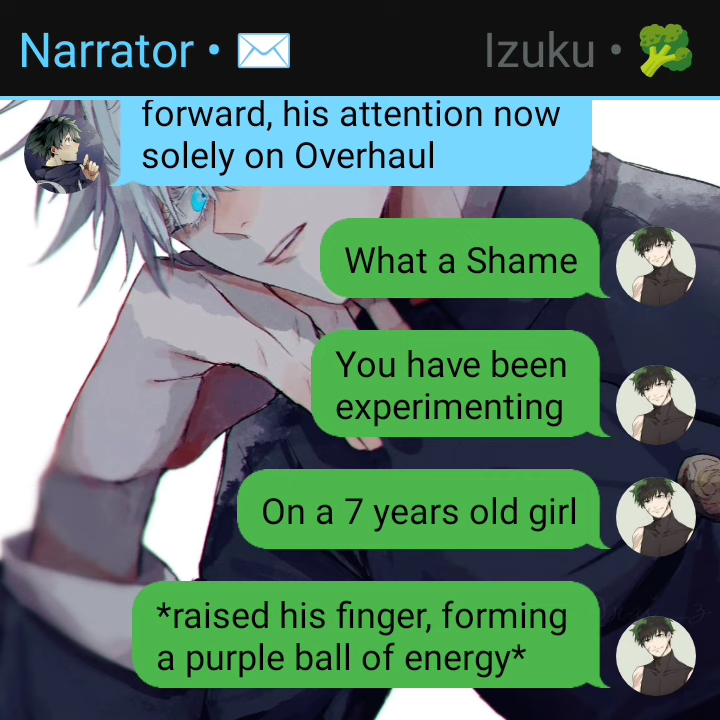 Narrator • ✉️
Izuku • 🥦
forward, his attention now
solely on Overhaul
What a Shame
You have been
experimenting
On a 7 years old girl
*raised his finger, forming
a purple ball of energy*